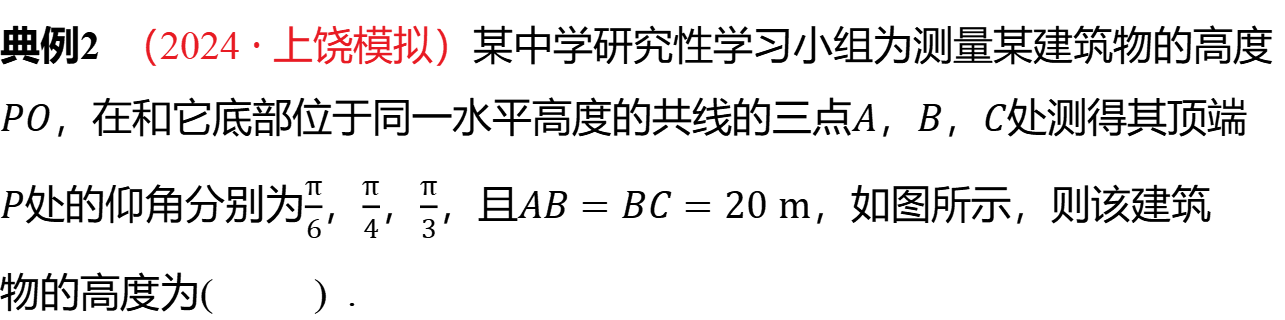 典例2 （2024·上饶模拟）某中学研究性学习小组为测量某建筑物的高度
PO，在和它底部位于同一水平高度的共线的三点A，B，C处测得其顶端
P处的仰角分别为π/6，π/4，π/3，且AB = BC = 20 m，如图所示，则该建筑
物的高度为(　　).